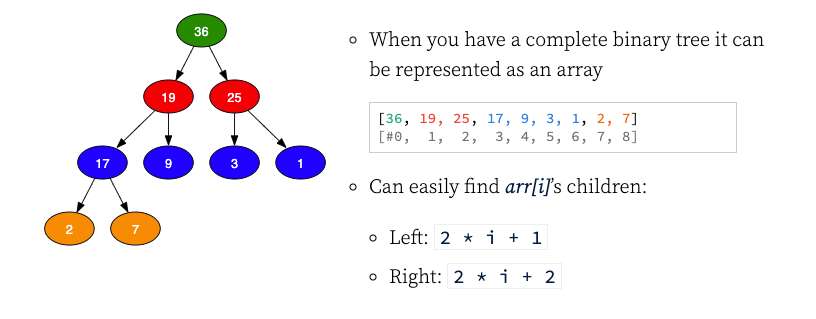 36
19 25
17 9 3 1
2 7
When you have a complete binary tree it can
be represented as an array
[36, 19, 25, 17, 9, 3, 1, 2, 7]
[#0, 1, 2, 3, 4, 5, 6, 7, 8]
Can easily find arr[i]'s children:
Left: 2 * i + 1
Right: 2 * i + 2